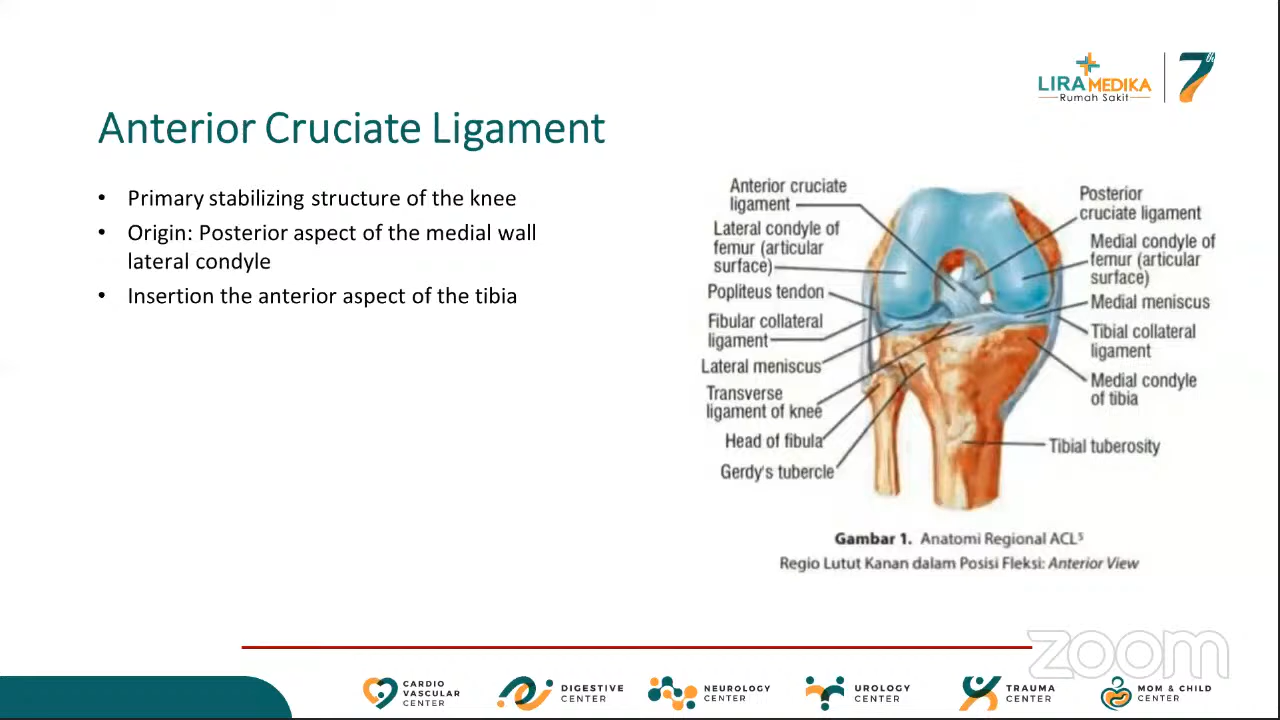 LIRA MEDIKA
Rumah Sakit
7th
Anterior Cruciate Ligament
• Primary stabilizing structure of the knee
• Origin: Posterior aspect of the medial wall
lateral condyle
• Insertion the anterior aspect of the tibia
Anterior cruciate
ligament
Lateral condyle of
femur (articular
surface)
Popliteus tendon
Fibular collateral
ligament
Lateral meniscus
Transverse
ligament of knee
Head of fibula
Gerdy's tubercle
Posterior
cruciate ligament
Medial condyle of
femur (articular
surface)
Medial meniscus
Tibial collateral
ligament
Medial condyle
of tibia
Tibial tuberosity
Gambar 1. Anatomi Regional ACL⁵
Regio Lutut Kanan dalam Posisi Fleksi: Anterior View
zoom
CARDIO
VASCULAR
CENTER
DIGESTIVE
CENTER
NEUROLOGY
CENTER
UROLOGY
CENTER
TRAUMA
CENTER
MOM & CHILD
CENTER